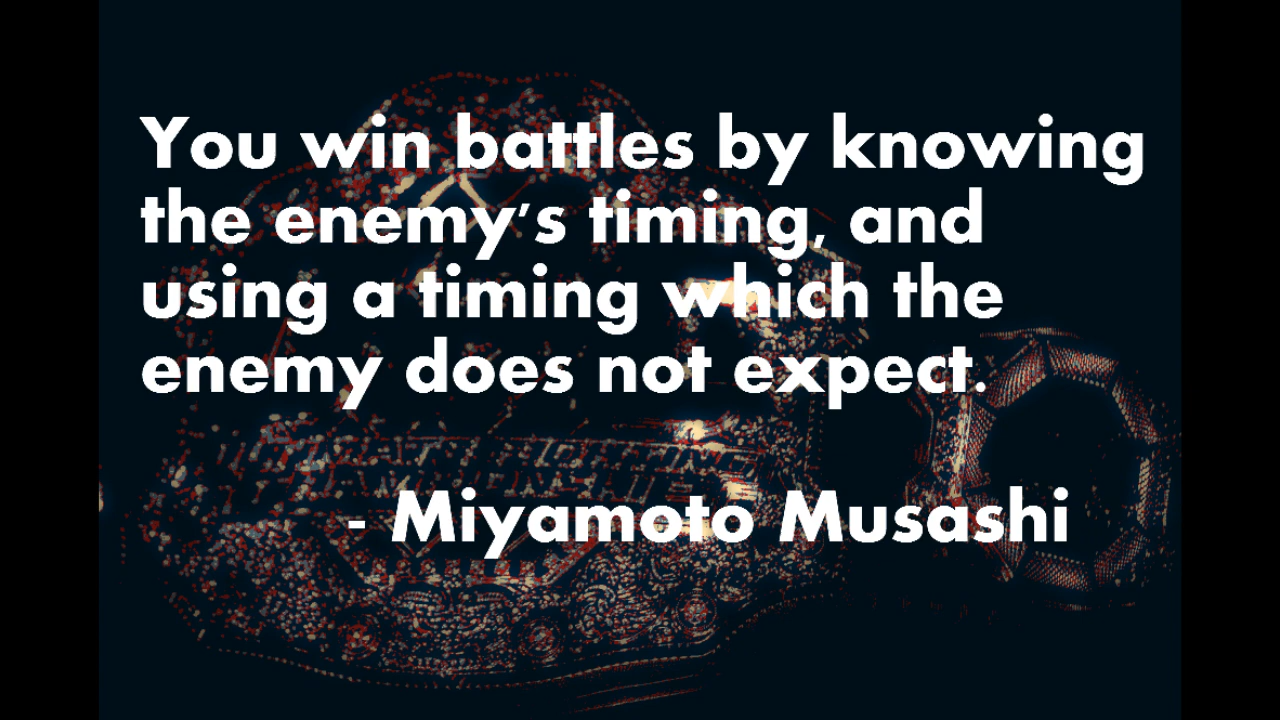 You win battles by knowing
the enemy's timing, and
using a timing which the
enemy does not expect.
- Miyamoto Musashi